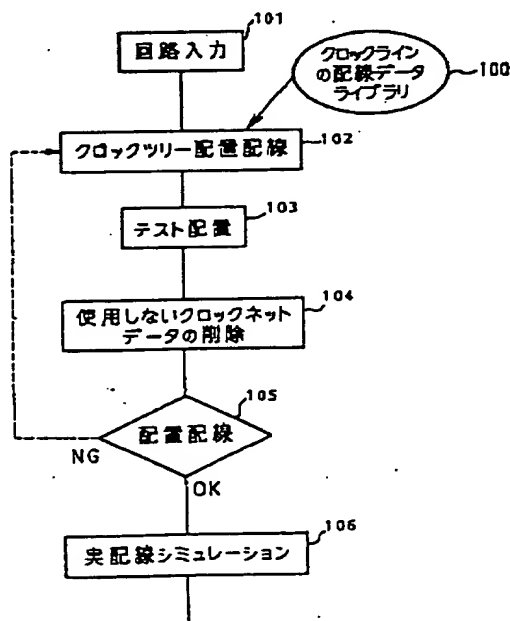 101
回路入力
クロックライン
の配線データ
ライブラリ
100
クロックツリー配置配線
102
テスト配置
103
使用しないクロックネット
データの削除
104
配置配線
105
NG
OK
実配線シミュレーション
106